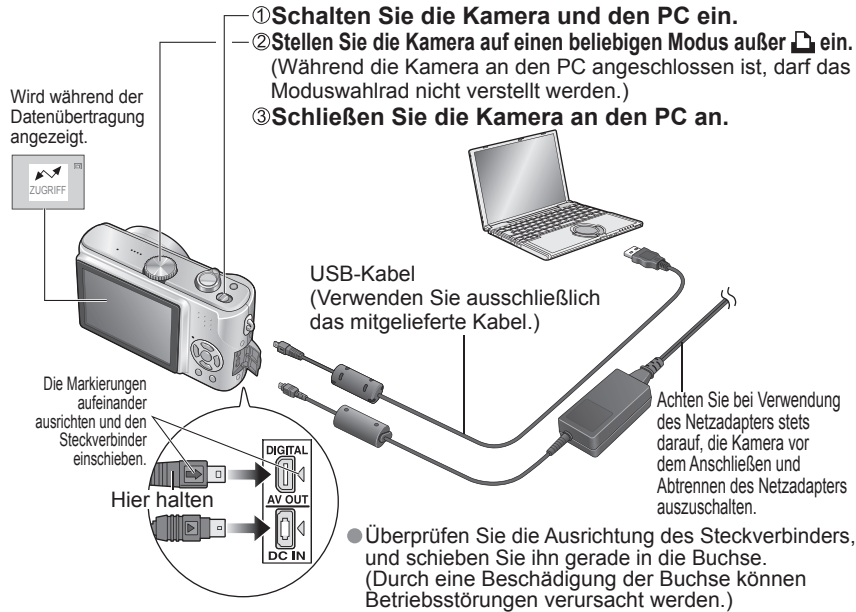 ①Schalten Sie die Kamera und den PC ein.
②Stellen Sie die Kamera auf einen beliebigen Modus außer ein.
(Während die Kamera an den PC angeschlossen ist, darf das
Moduswahlrad nicht verstellt werden.)
③Schließen Sie die Kamera an den PC an.
Wird während der
Datenübertragung
angezeigt.
ZUGRIFF
USB-Kabel
(Verwenden Sie ausschließlich
das mitgelieferte Kabel.)
Die Markierungen
aufeinander
ausrichten und den
Steckverbinder
einschieben.
Hier halten
DIGITAL
AV OUT
DC IN
Achten Sie bei Verwendung
des Netzadapters stets
darauf, die Kamera vor
dem Anschließen und
Abtrennen des Netzadapters
auszuschalten.
●Überprüfen Sie die Ausrichtung des Steckverbinders,
und schieben Sie ihn gerade in die Buchse.
(Durch eine Beschädigung der Buchse können
Betriebsstörungen verursacht werden.)